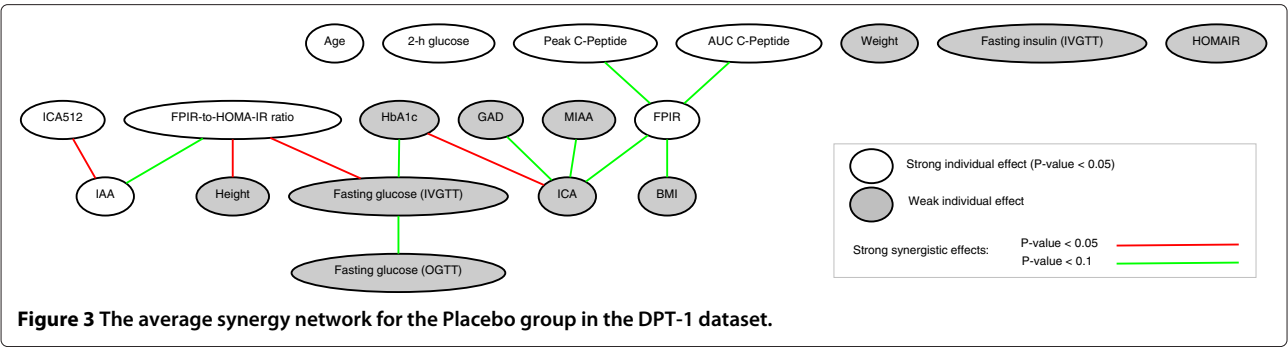 Age
2-h glucose
Peak C-Peptide
AUC C-Peptide
Weight
Fasting insulin (IVGTT)
HOMAIR
ICA512
FPIR-to-HOMA-IR ratio
HbA1c
GAD
MIAA
FPIR
IAA
Height
Fasting glucose (IVGTT)
ICA
BMI
Fasting glucose (OGTT)
Strong individual effect (P-value < 0.05)
Weak individual effect
Strong synergistic effects:
P-value < 0.05
P-value < 0.1
Figure 3 The average synergy network for the Placebo group in the DPT-1 dataset.